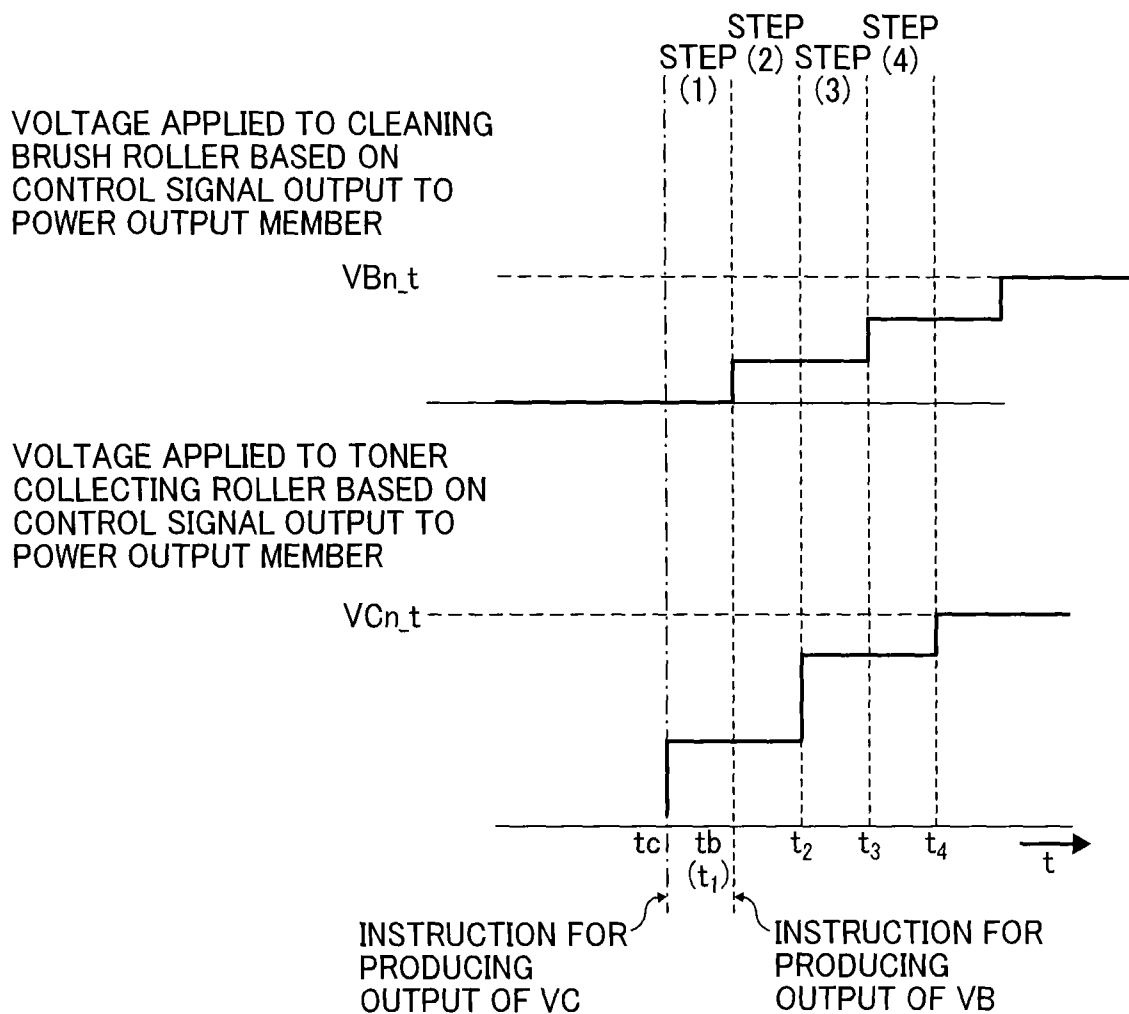 STEP STEP
STEP (2) STEP (4)
(1) (3)
VOLTAGE APPLIED TO CLEANING
BRUSH ROLLER BASED ON
CONTROL SIGNAL OUTPUT TO
POWER OUTPUT MEMBER
VBn_t
VOLTAGE APPLIED TO TONER
COLLECTING ROLLER BASED ON
CONTROL SIGNAL OUTPUT TO
POWER OUTPUT MEMBER
VCn_t
tc tb t₂ t₃ t₄
(t₁) t
INSTRUCTION FOR
PRODUCING
OUTPUT OF VC
INSTRUCTION FOR
PRODUCING
OUTPUT OF VB